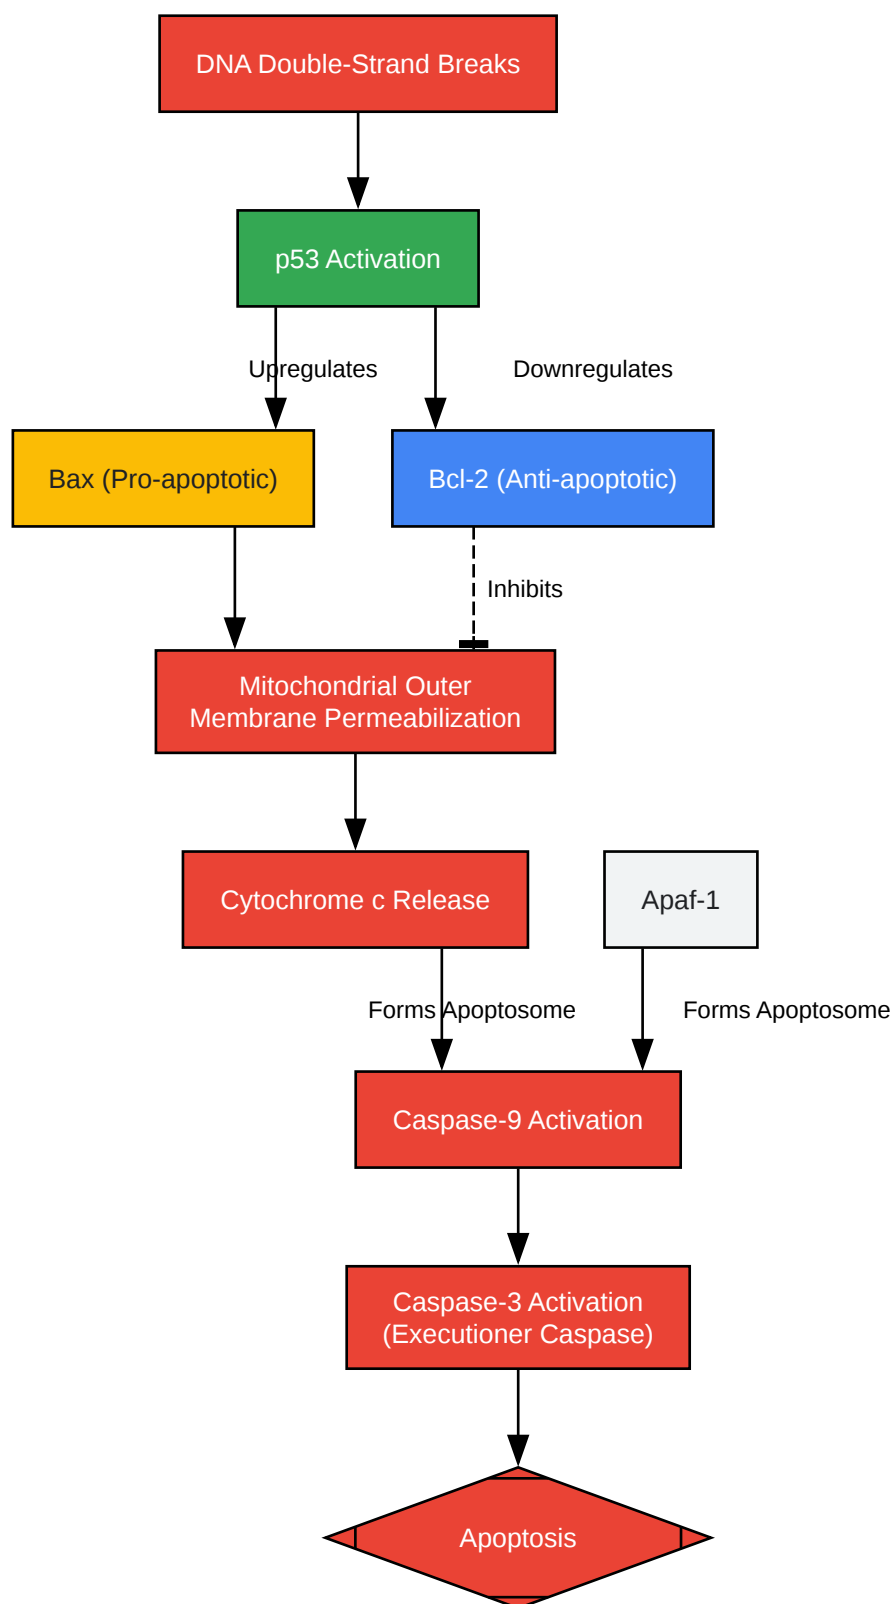 DNA Double-Strand Breaks
p53 Activation
Upregulates
Downregulates
Bax (Pro-apoptotic)
Bcl-2 (Anti-apoptotic)
Inhibits
Mitochondrial Outer
Membrane Permeabilization
Cytochrome c Release
Apaf-1
Forms Apoptosome
Forms Apoptosome
Caspase-9 Activation
Caspase-3 Activation
(Executioner Caspase)
Apoptosis